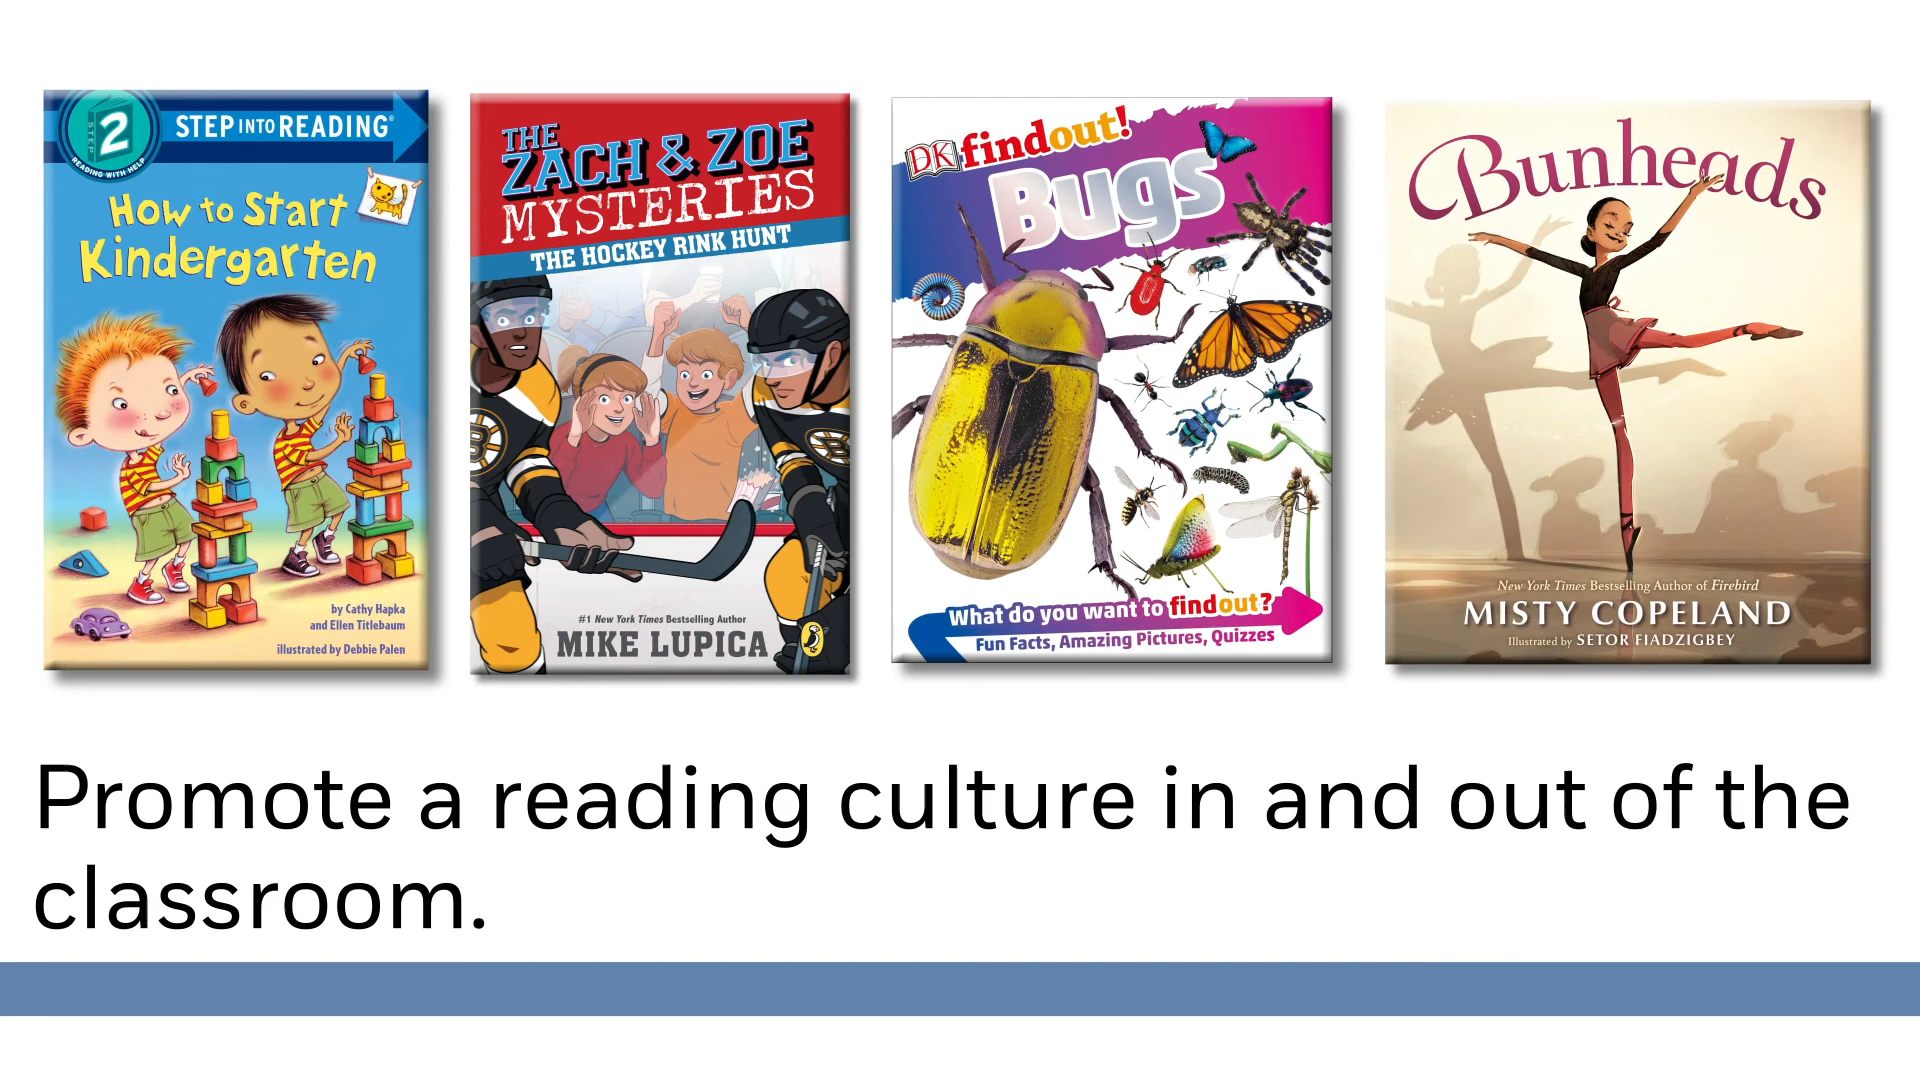 STEP 2
READING WITH HELP
STEP INTO READING®
How to Start
Kindergarten
by Cathy Hapka
and Ellen Titlebaum
illustrated by Debbie Palen
THE
ZACH & ZOE
MYSTERIES
THE HOCKEY RINK HUNT
B
B
#1 New York Times Bestselling Author
MIKE LUPICA
DK findout!
Bugs
What do you want to findout?
Fun Facts, Amazing Pictures, Quizzes
Bunheads
New York Times Bestselling Author of Firebird
MISTY COPELAND
Illustrated by SETOR FIADZIGBEY
Promote a reading culture in and out of the
classroom.